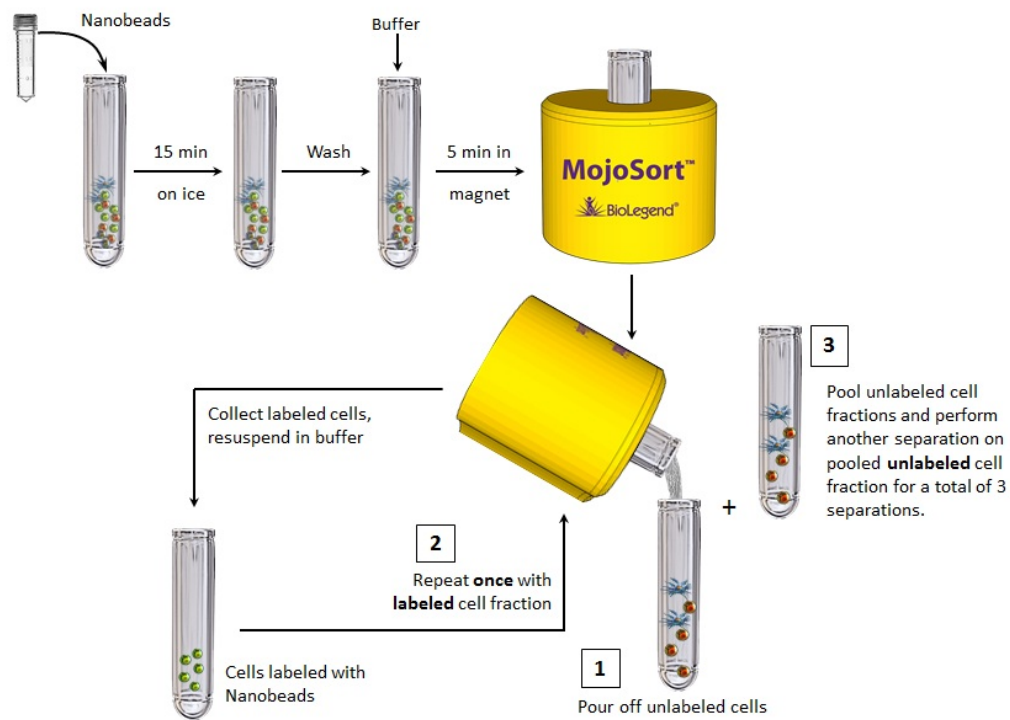 Nanobeads
Buffer
15 min
on ice
Wash
5 min in
magnet
MojoSort™
BioLegend®
Collect labeled cells,
resuspend in buffer
2
Repeat once with
labeled cell fraction
Cells labeled with
Nanobeads
1
Pour off unlabeled cells
+
3
Pool unlabeled cell
fractions and perform
another separation on
pooled unlabeled cell
fraction for a total of 3
separations.